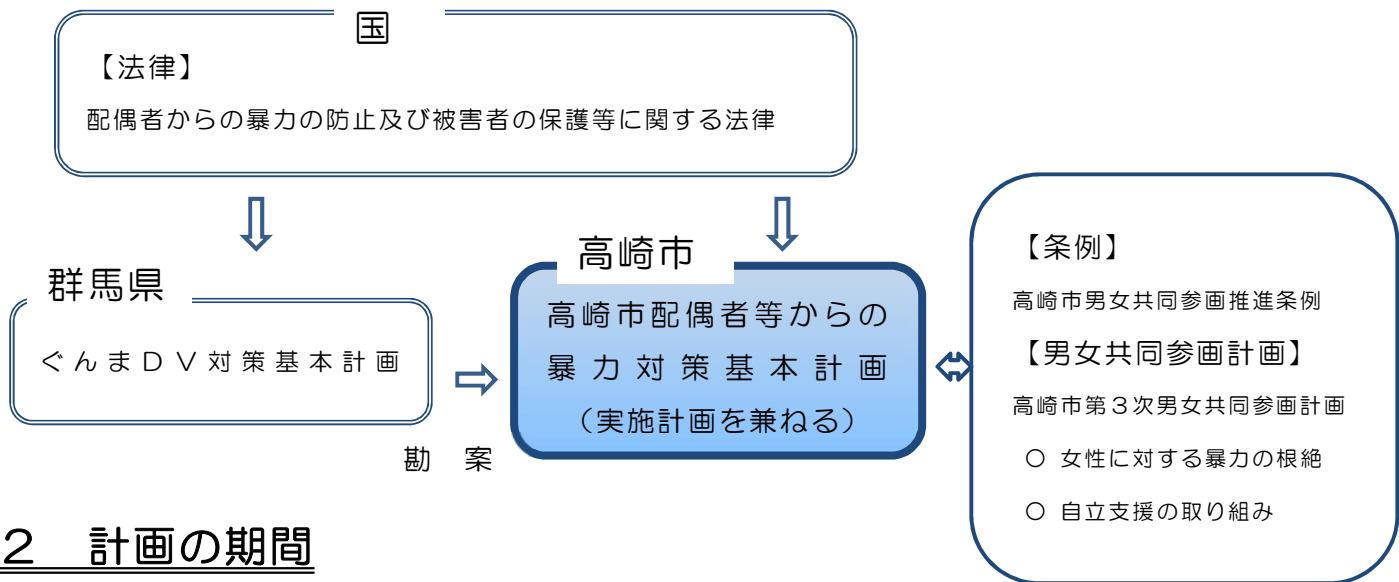 国
【法律】
配偶者からの暴力の防止及び被害者の保護等に関する法律
群馬県
ぐんまＤＶ対策基本計画
勘　案
高崎市
高崎市配偶者等からの
暴力対策基本計画
（実施計画を兼ねる）
【条例】
高崎市男女共同参画推進条例
【男女共同参画計画】
高崎市第３次男女共同参画計画
○ 女性に対する暴力の根絶
○ 自立支援の取り組み
２　計画の期間